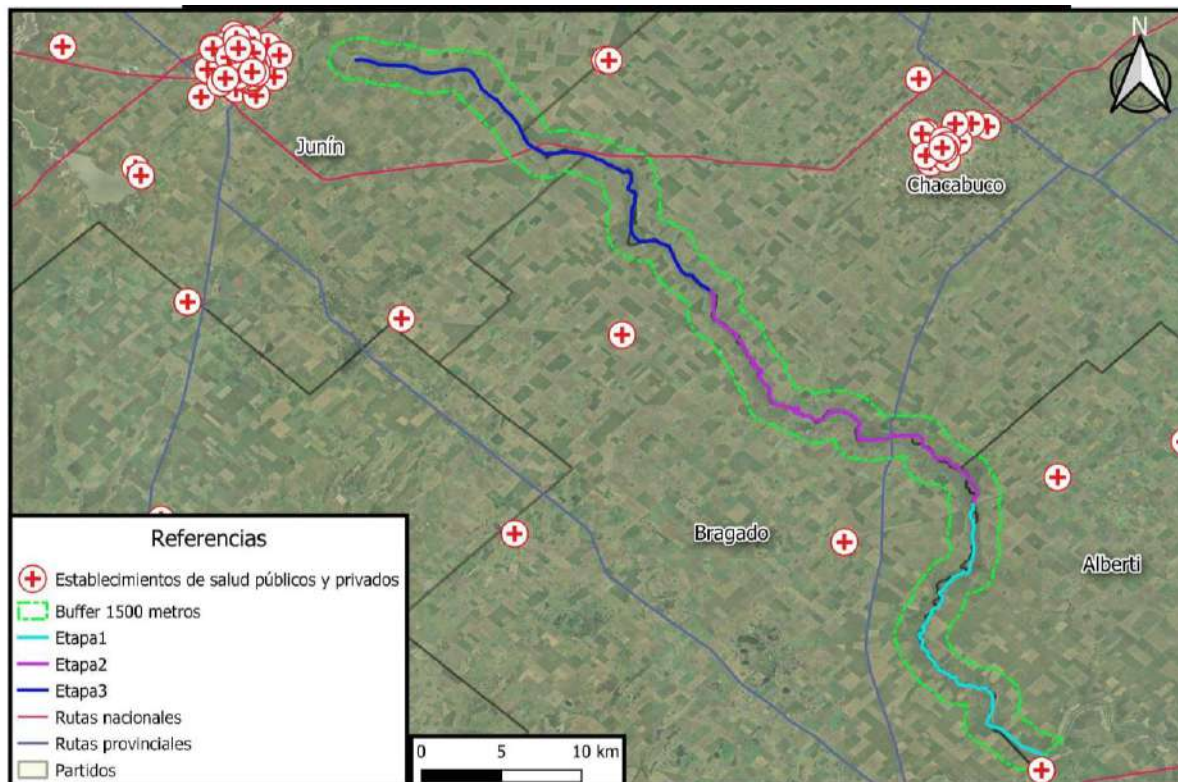 N
Junín
Chacabuco
Bragado
Alberti
Referencias
Establecimientos de salud públicos y privados
Buffer 1500 metros
Etapa1
Etapa2
Etapa3
Rutas nacionales
Rutas provinciales
Partidos
0 5 10 km